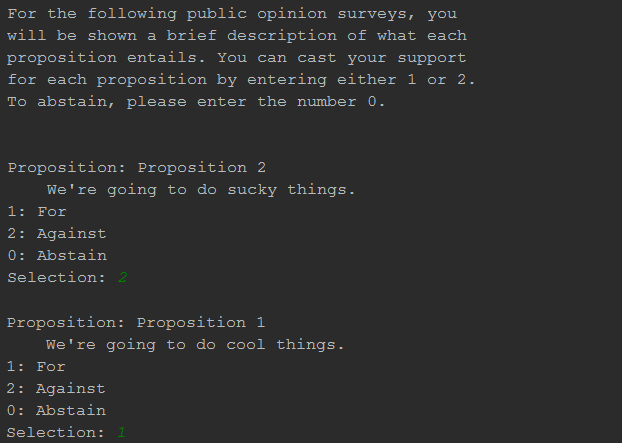 For the following public opinion surveys, you
will be shown a brief description of what each
proposition entails. You can cast your support
for each proposition by entering either 1 or 2.
To abstain, please enter the number 0.
Proposition: Proposition 2
We're going to do sucky things.
1: For
2: Against
0: Abstain
Selection: 2
Proposition: Proposition 1
We're going to do cool things.
1: For
2: Against
0: Abstain
Selection: 1